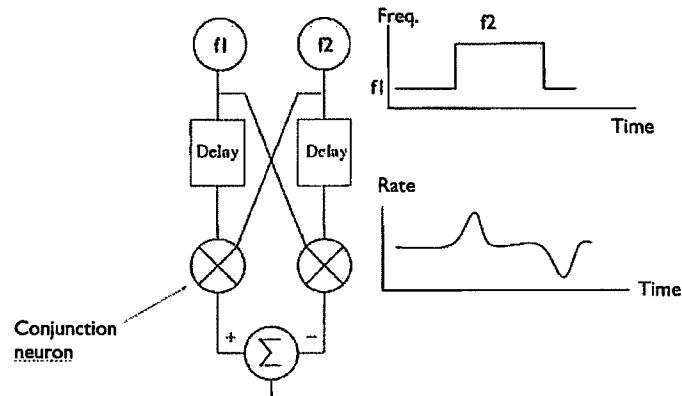 f1
f2
Freq.
f2
f1
Time
Delay
Delay
Rate
Time
Conjunction
neuron
+
−
Σ